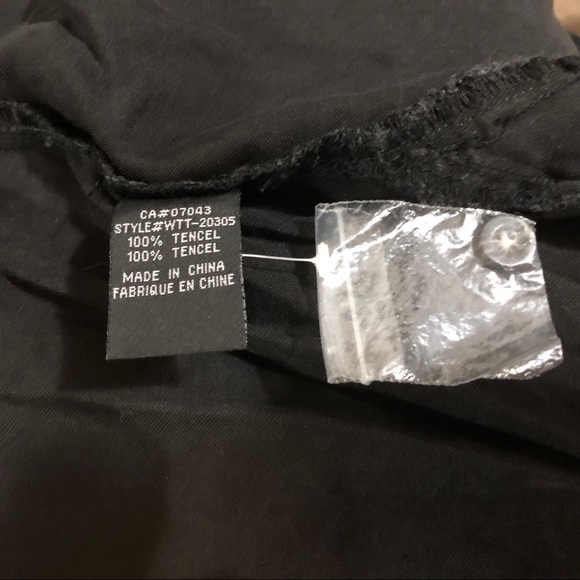 CA#07043
STYLE#WTT-20305
100% TENCEL
100% TENCEL
MADE IN CHINA
FABRIQUE EN CHINE